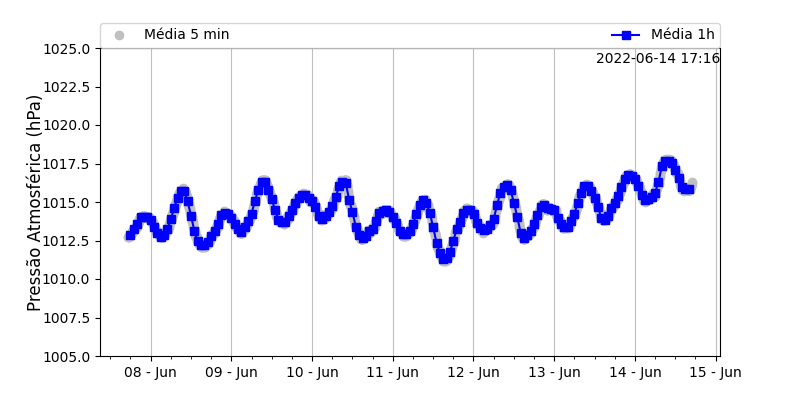 Média 5 min
Média 1h
2022-06-14 17:16
Pressão Atmosférica (hPa)
1025.0
1022.5
1020.0
1017.5
1015.0
1012.5
1010.0
1007.5
1005.0
08 - Jun
09 - Jun
10 - Jun
11 - Jun
12 - Jun
13 - Jun
14 - Jun
15 - Jun